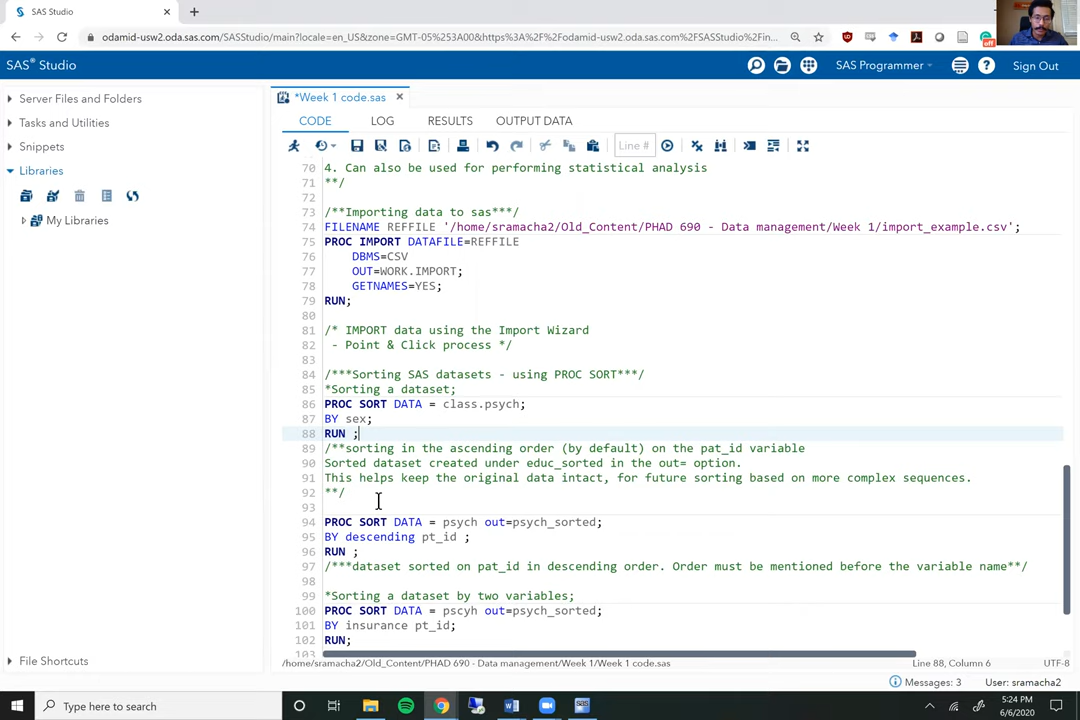 SAS Studio
odamid-usw2.oda.sas.com/SASStudio/main?locale=en_US&zone=GMT-05%253A00&https%3A%2F%2Fodamid-usw2.oda.sas.com%2FSASStudio%2Fin...
SAS® Studio
SAS Programmer
Sign Out
Server Files and Folders
Tasks and Utilities
Snippets
Libraries
My Libraries
File Shortcuts
*Week 1 code.sas
CODE LOG RESULTS OUTPUT DATA
Line #
70 4. Can also be used for performing statistical analysis
71 **/
72
73 /**Importing data to sas***/
74 FILENAME REFFILE '/home/sramacha2/Old_Content/PHAD 690 - Data management/Week 1/import_example.csv';
75 PROC IMPORT DATAFILE=REFFILE
76 DBMS=CSV
77 OUT=WORK.IMPORT;
78 GETNAMES=YES;
79 RUN;
80
81 /* IMPORT data using the Import Wizard
82 - Point & Click process */
83
84 /***Sorting SAS datasets - using PROC SORT***/
85 *Sorting a dataset;
86 PROC SORT DATA = class.psych;
87 BY sex;
88 RUN ;
89 /**sorting in the ascending order (by default) on the pat_id variable
90 Sorted dataset created under educ_sorted in the out= option.
91 This helps keep the original data intact, for future sorting based on more complex sequences.
92 **/
93
94 PROC SORT DATA = psych out=psych_sorted;
95 BY descending pt_id ;
96 RUN ;
97 /***dataset sorted on pat_id in descending order. Order must be mentioned before the variable name**/
98
99 *Sorting a dataset by two variables;
100 PROC SORT DATA = pscyh out=psych_sorted;
101 BY insurance pt_id;
102 RUN;
103
/home/sramacha2/Old_Content/PHAD 690 - Data management/Week 1/Week 1 code.sas
Line 88, Column 6
UTF-8
Messages: 3
User: sramacha2
Type here to search
5:24 PM
6/6/2020